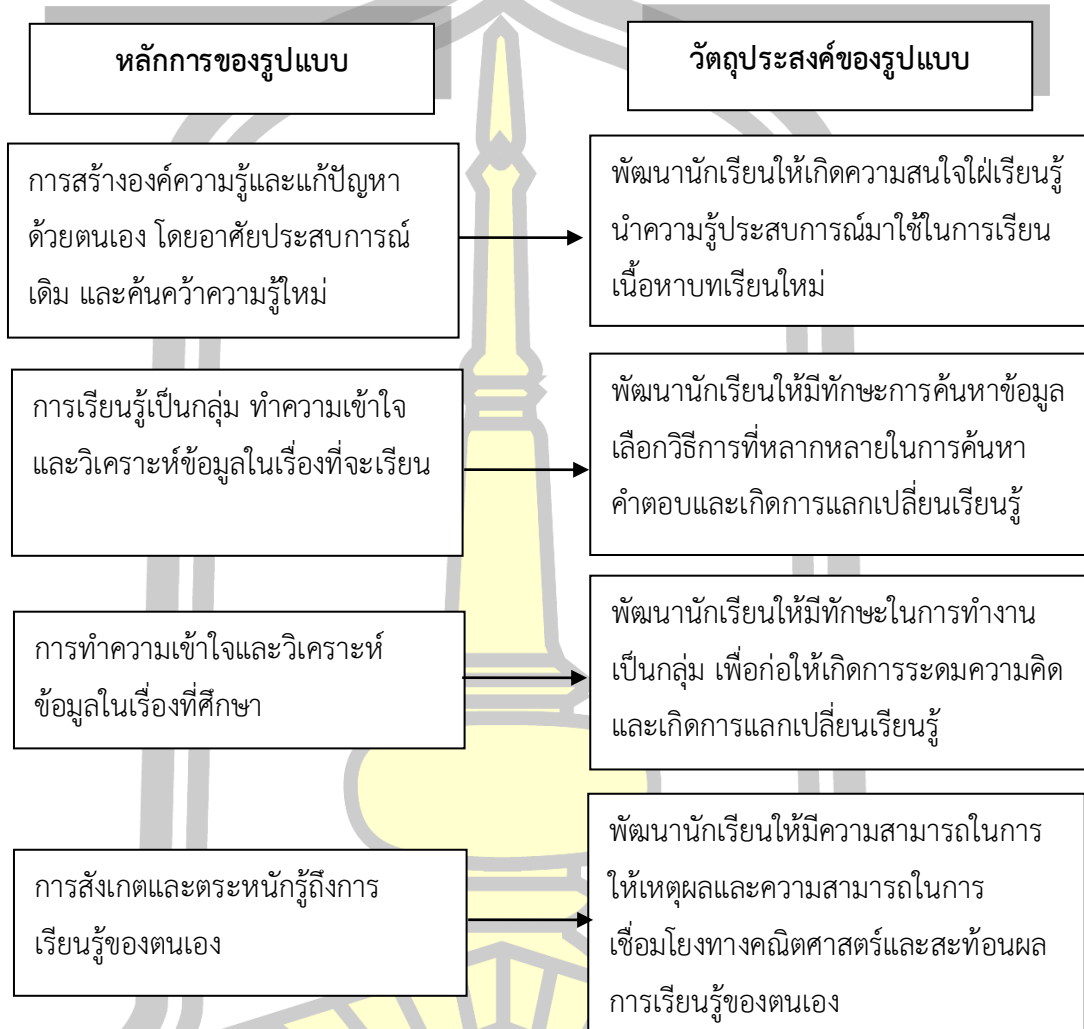 หลักการของรูปแบบ
วัตถุประสงค์ของรูปแบบ
การสร้างองค์ความรู้และแก้ปัญหา
ด้วยตนเอง โดยอาศัยประสบการณ์
เดิม และค้นคว้าความรู้ใหม่
พัฒนานักเรียนให้เกิดความสนใจใฝ่เรียนรู้
นำความรู้ประสบการณ์มาใช้ในการเรียน
เนื้อหาบทเรียนใหม่
การเรียนรู้เป็นกลุ่ม ทำความเข้าใจ
และวิเคราะห์ข้อมูลในเรื่องที่จะเรียน
พัฒนานักเรียนให้มีทักษะการค้นหาข้อมูล
เลือกวิธีการที่หลากหลายในการค้นหา
คำตอบและเกิดการแลกเปลี่ยนเรียนรู้
การทำความเข้าใจและวิเคราะห์
ข้อมูลในเรื่องที่ศึกษา
พัฒนานักเรียนให้มีทักษะในการทำงาน
เป็นกลุ่ม เพื่อก่อให้เกิดการระดมความคิด
และเกิดการแลกเปลี่ยนเรียนรู้
การสังเกตและตระหนักรู้ถึงการ
เรียนรู้ของตนเอง
พัฒนานักเรียนให้มีความสามารถในการ
ให้เหตุผลและความสามารถในการ
เชื่อมโยงทางคณิตศาสตร์และสะท้อนผล
การเรียนรู้ของตนเอง